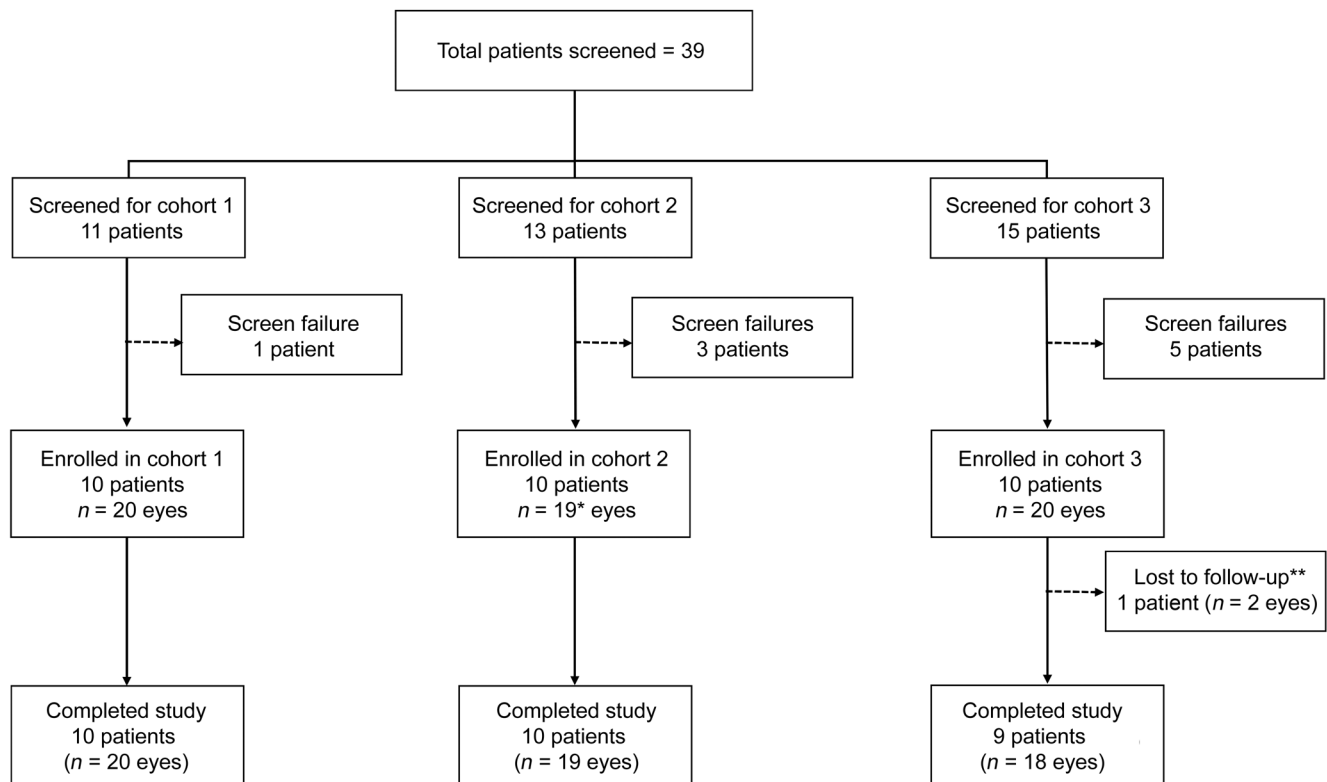 Total patients screened = 39
Screened for cohort 1
11 patients
Screened for cohort 2
13 patients
Screened for cohort 3
15 patients
Screen failure
1 patient
Screen failures
3 patients
Screen failures
5 patients
Enrolled in cohort 1
10 patients
n = 20 eyes
Enrolled in cohort 2
10 patients
n = 19* eyes
Enrolled in cohort 3
10 patients
n = 20 eyes
Lost to follow-up**
1 patient (n = 2 eyes)
Completed study
10 patients
(n = 20 eyes)
Completed study
10 patients
(n = 19 eyes)
Completed study
9 patients
(n = 18 eyes)